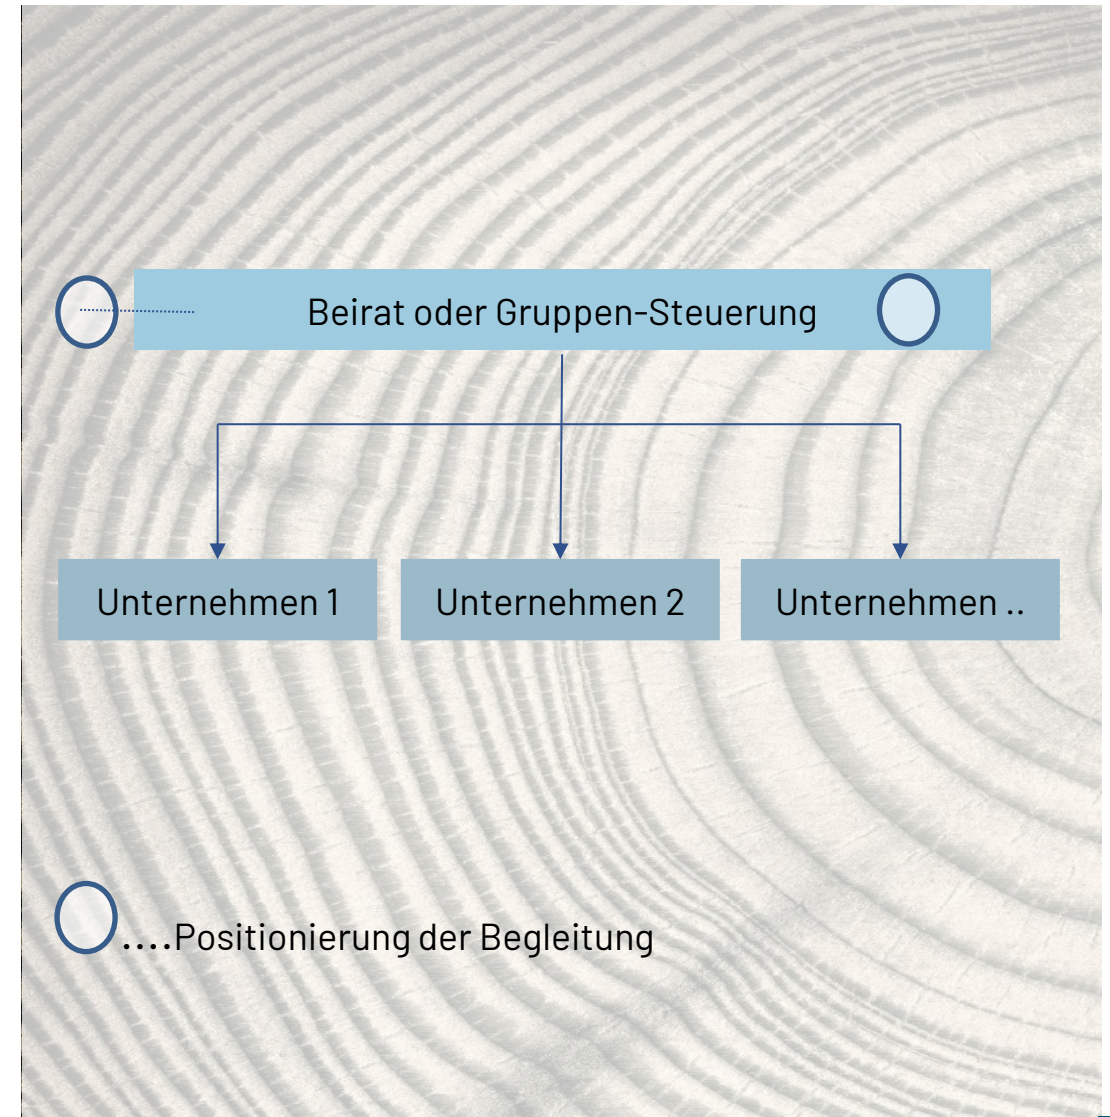 Beirat oder Gruppen-Steuerung
Unternehmen 1
Unternehmen 2
Unternehmen ..
....Positionierung der Begleitung